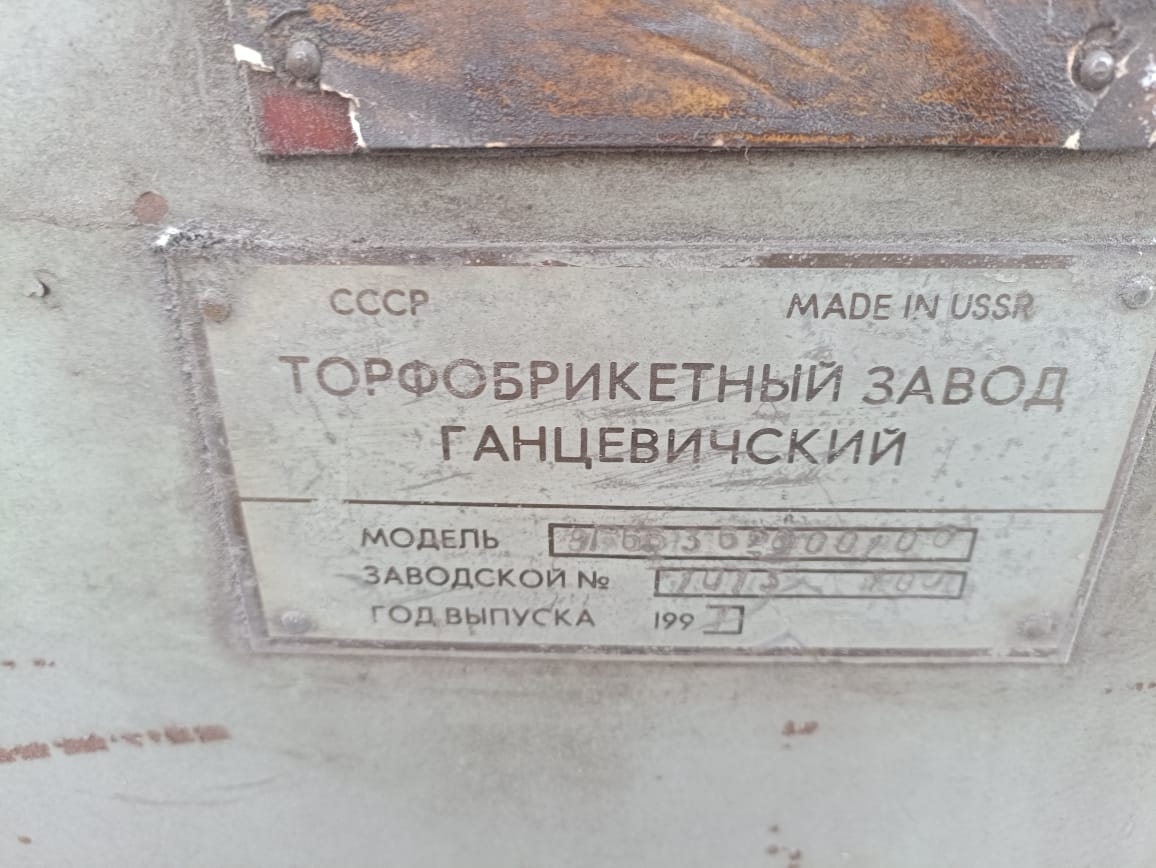 СССР MADE IN USSR
ТОРФОБРИКЕТНЫЙ ЗАВОД
ГАНЦЕВИЧСКИЙ
МОДЕЛЬ
ЗАВОДСКОЙ №
ГОД ВЫПУСКА 199